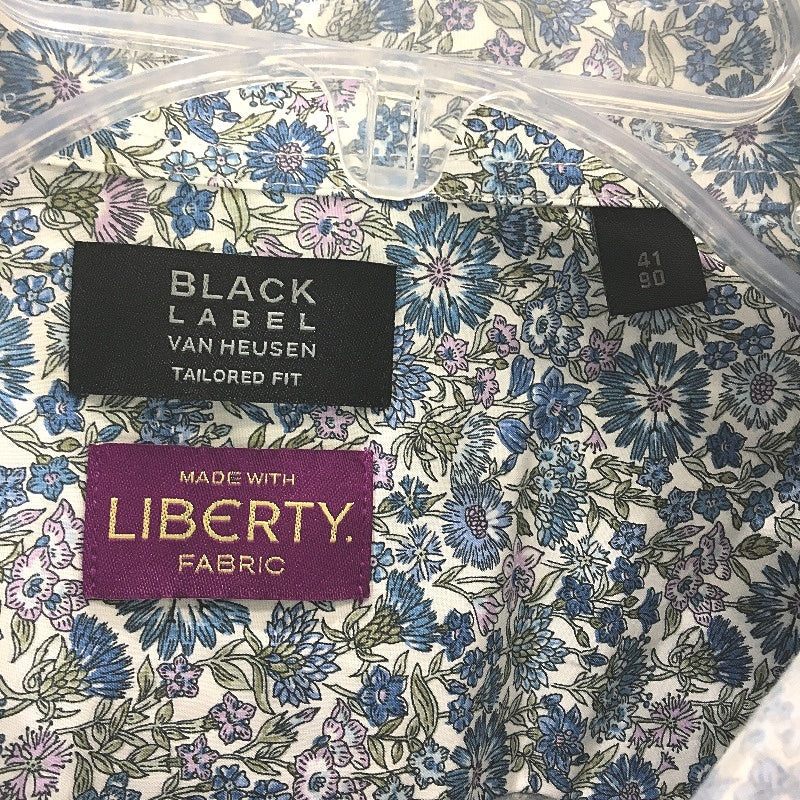 BLACK
LABEL
VAN HEUSEN
TAILORED FIT
41
90
MADE WITH
LIBERTY.
FABRIC